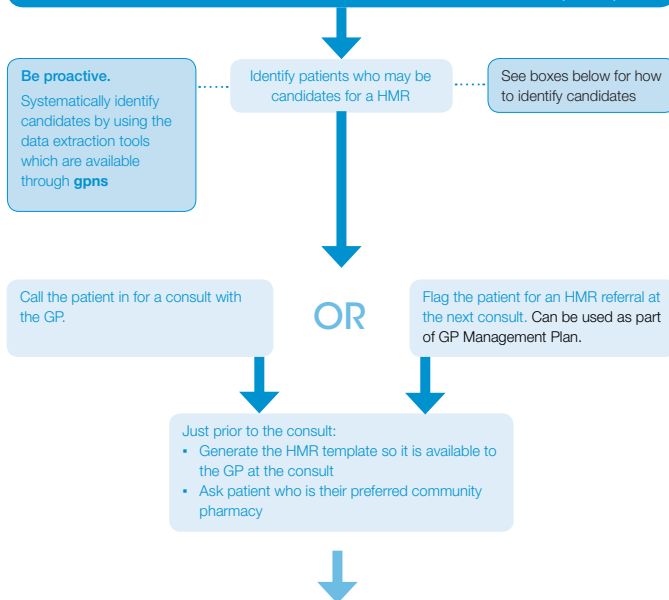 Be proactive.
Systematically identify
candidates by using the
data extraction tools
which are available
through gpns
Identify patients who may be
candidates for a HMR
See boxes below for how
to identify candidates
Call the patient in for a consult with
the GP.
OR
Flag the patient for an HMR referral at
the next consult. Can be used as part
of GP Management Plan.
Just prior to the consult:
• Generate the HMR template so it is available to
the GP at the consult
• Ask patient who is their preferred community
pharmacy